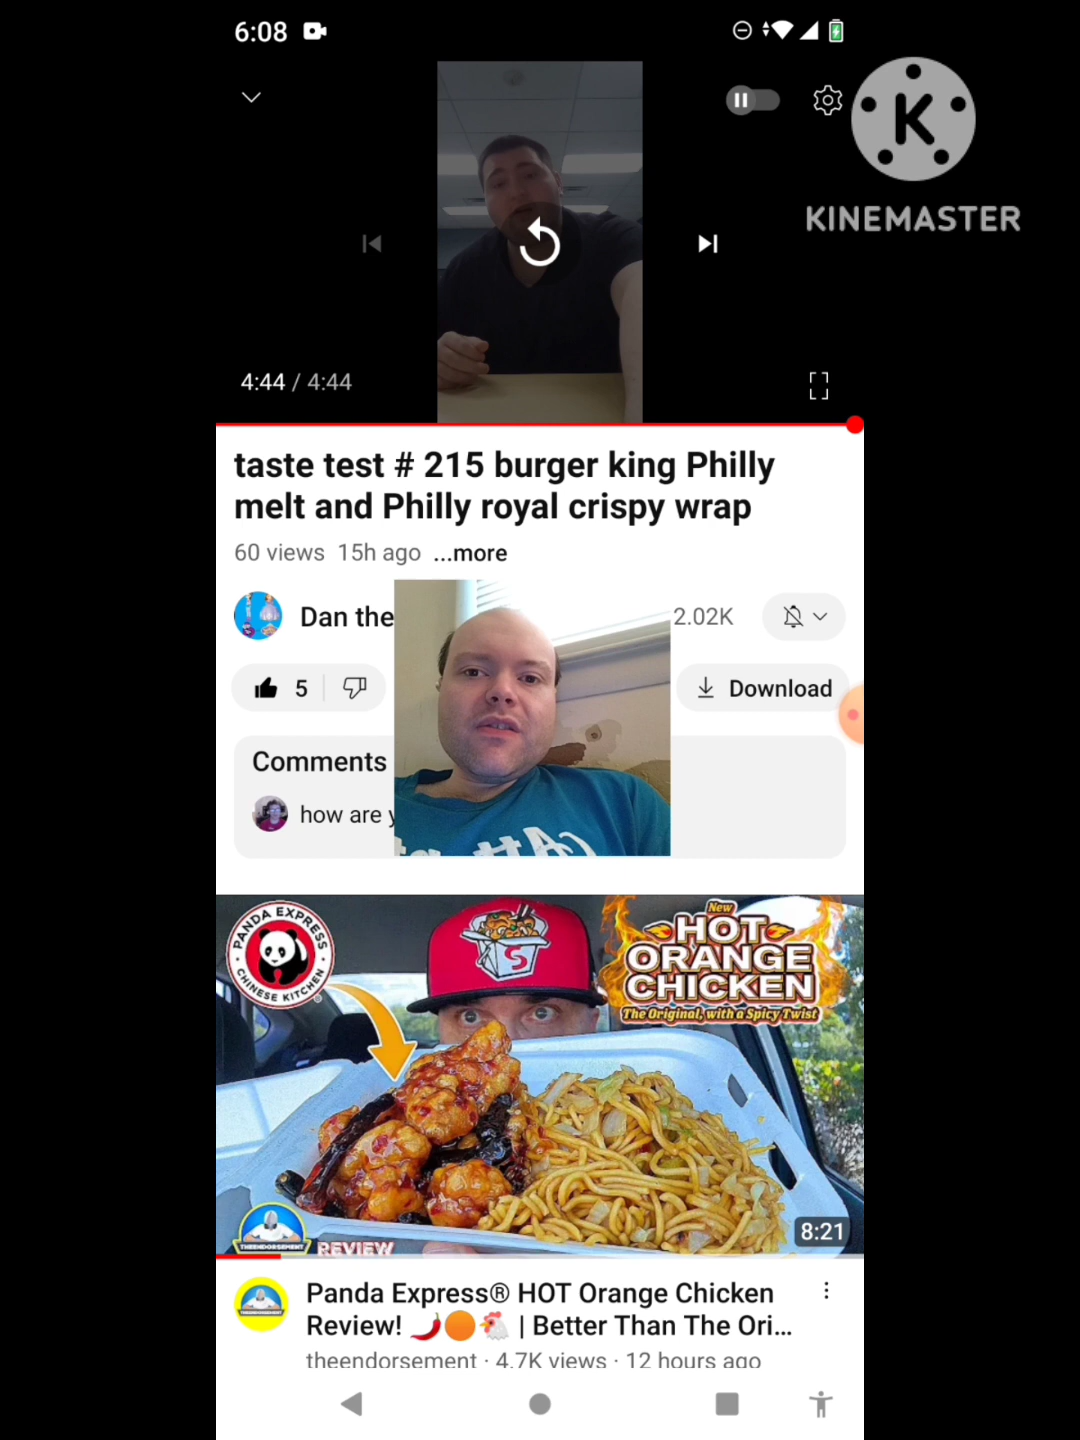 6:08
K
KINEMASTER
4:44 / 4:44
taste test # 215 burger king Philly
melt and Philly royal crispy wrap
60 views 15h ago ...more
Dan the
2.02K
5
Download
Comments
how are
PANDA EXPRESS
CHINESE KITCHEN
New
HOT
ORANGE
CHICKEN
The Original, with a Spicy Twist
THEENDORSEMENT
REVIEW
8:21
Panda Express® HOT Orange Chicken
Review! 🌶️🟠🐔 | Better Than The Ori...
theendorsement · 4.7K views · 12 hours ago